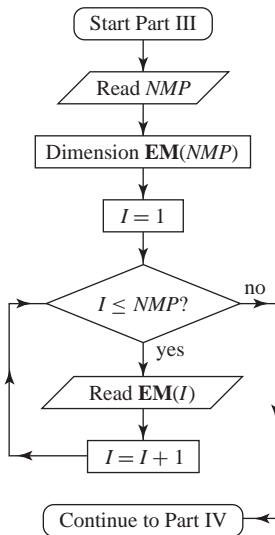 Start Part III
Read NMP
Dimension EM(NMP)
I = 1
I ≤ NMP?
no
yes
Read EM(I)
I = I + 1
Continue to Part IV